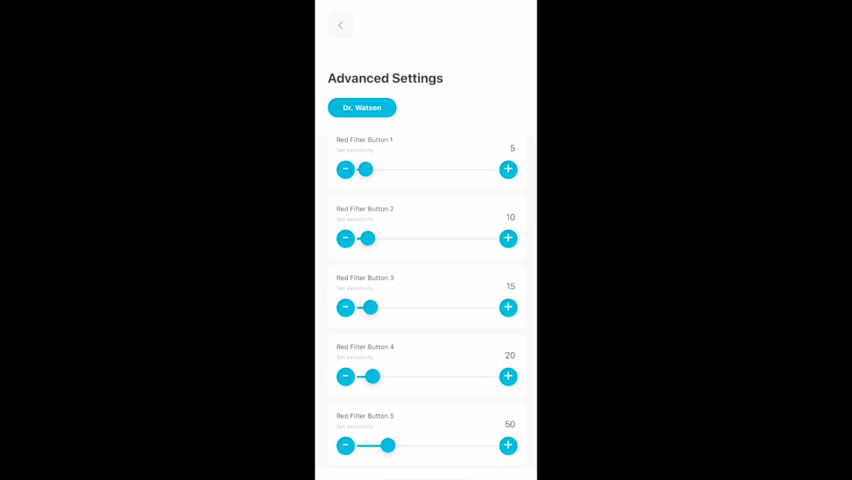 Advanced Settings
Dr. Watson
Red Filter Button 1
Set sensitivity
5
- +
Red Filter Button 2
Set sensitivity
10
- +
Red Filter Button 3
Set sensitivity
15
- +
Red Filter Button 4
Set sensitivity
20
- +
Red Filter Button 5
Set sensitivity
50
- +